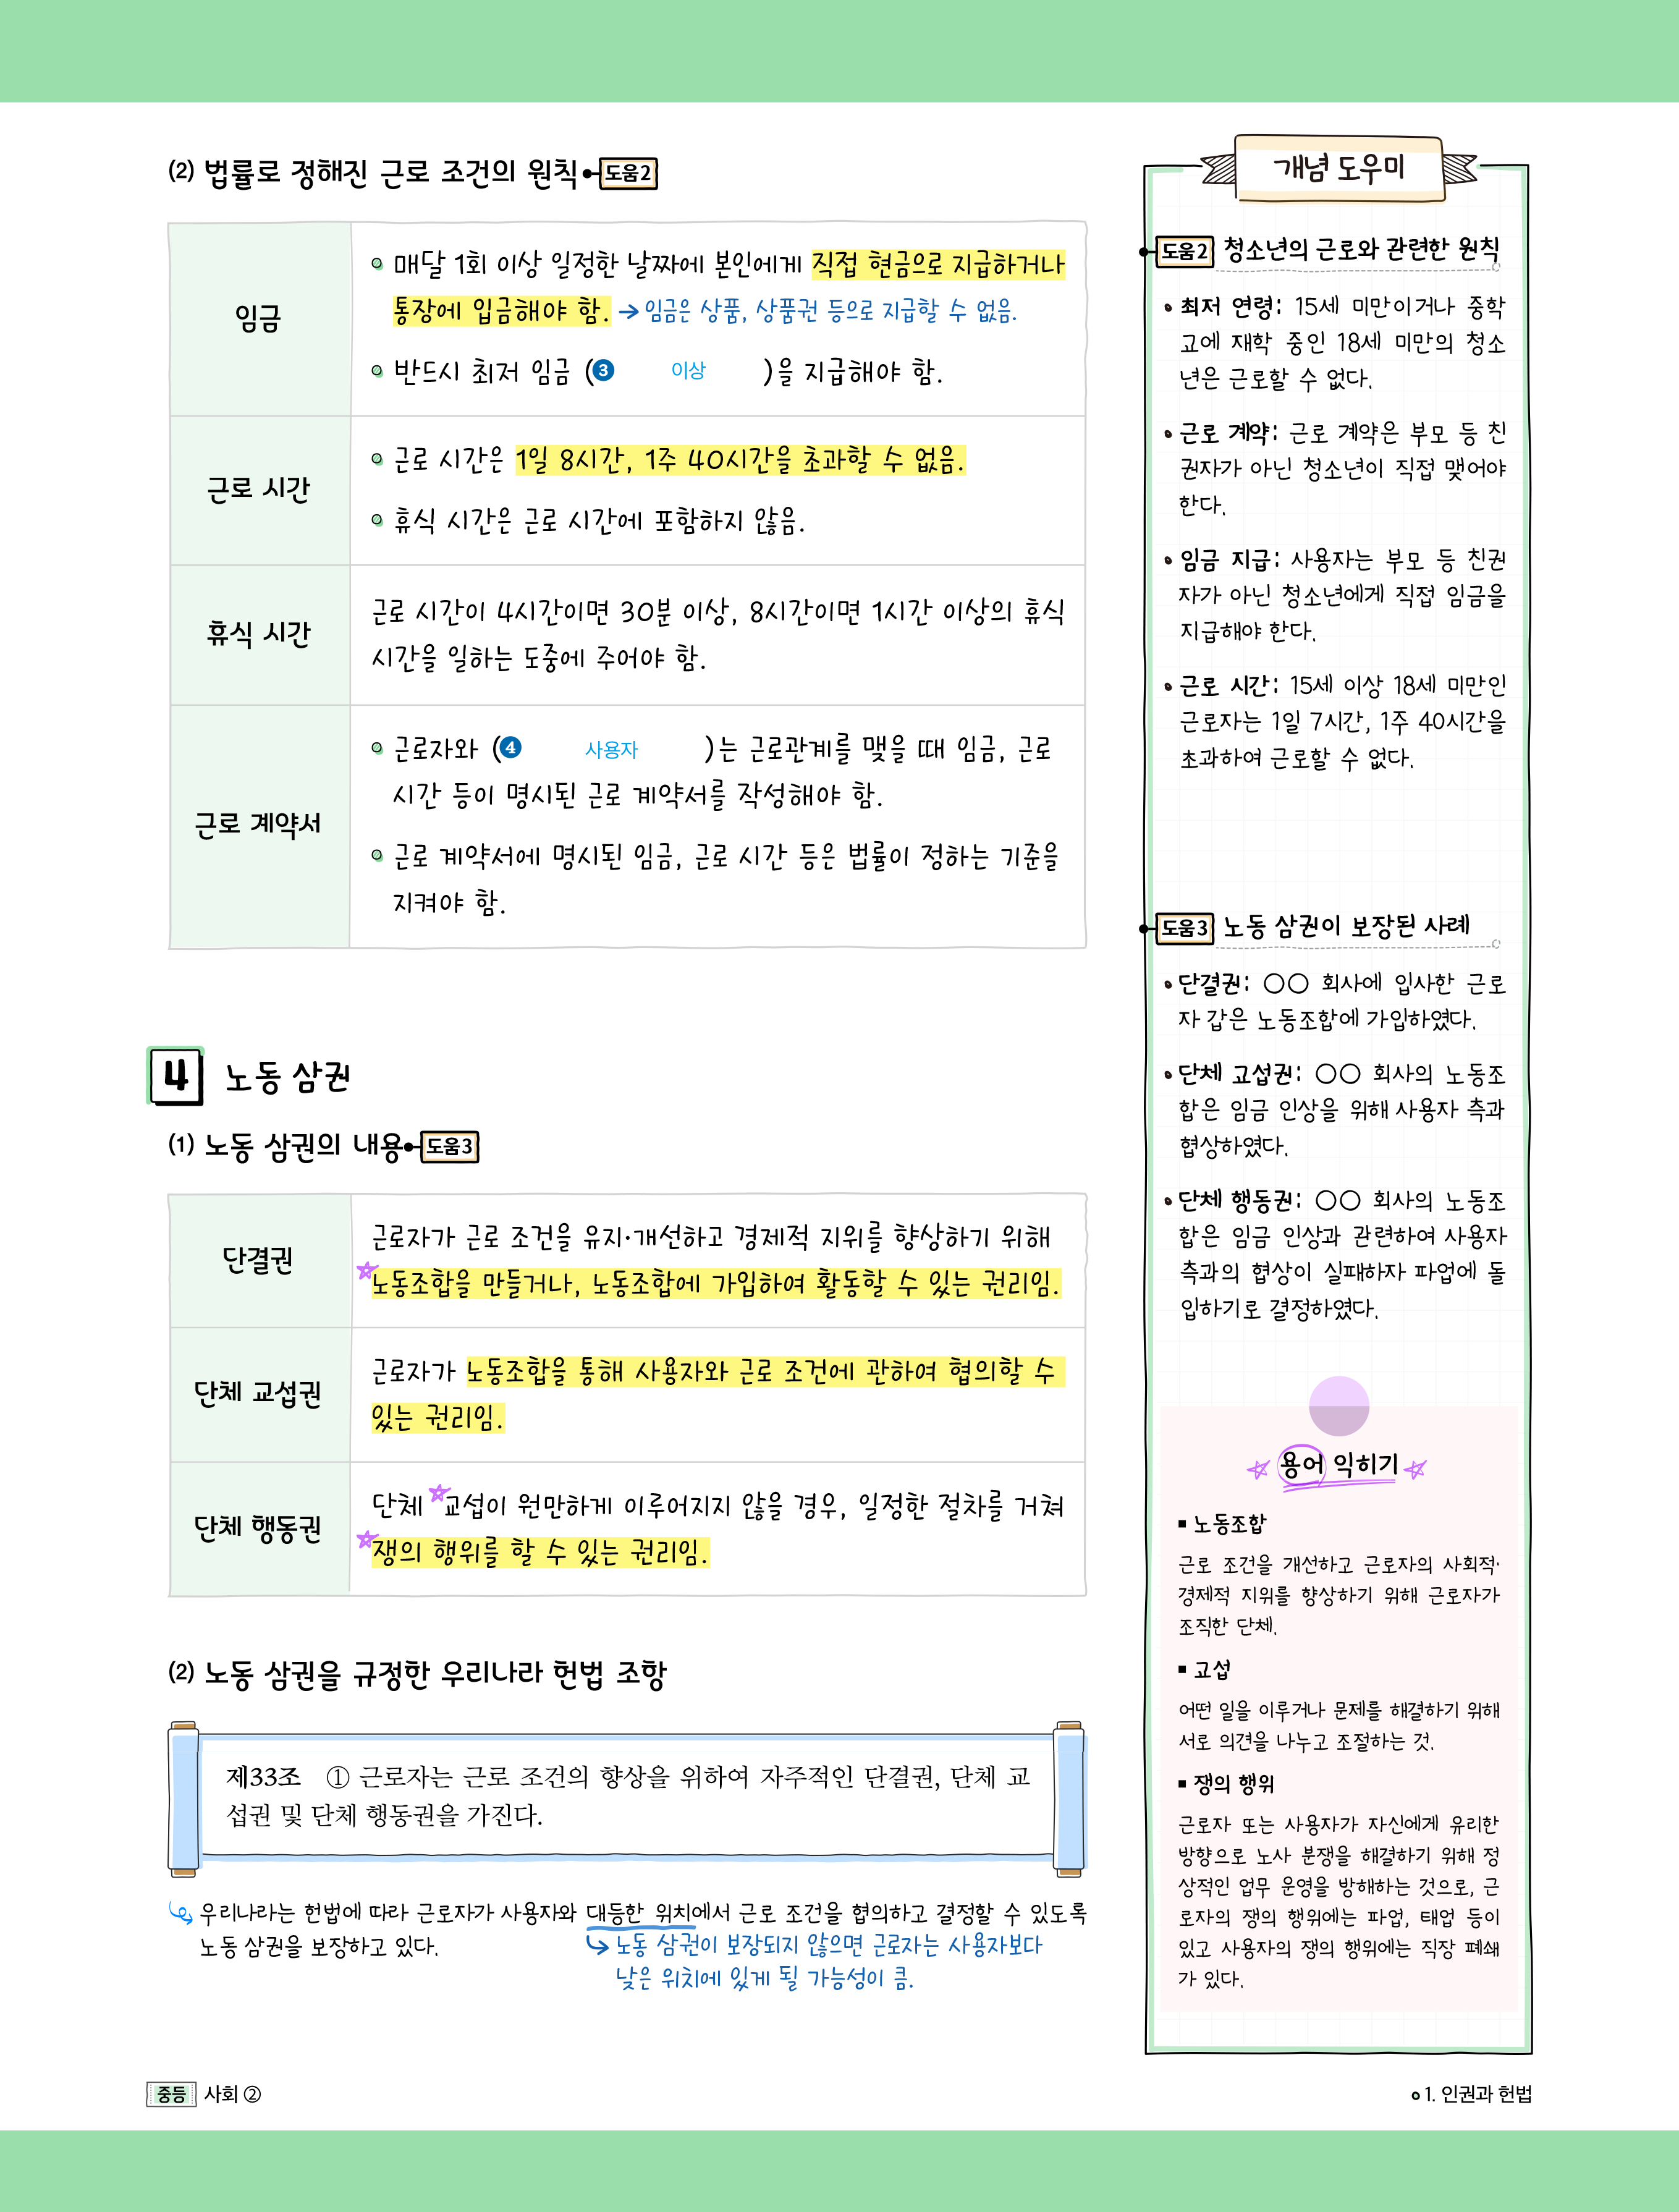 (2) 법률로 정해진 근로 조건의 원칙 도움2
임금
매달 1회 이상 일정한 날짜에 본인에게 직접 현금으로 지급하거나
통장에 입금해야 함. → 임금은 상품, 상품권 등으로 지급할 수 없음.
반드시 최저 임금 (3 이상 )을 지급해야 함.
근로 시간
근로 시간은 1일 8시간, 1주 40시간을 초과할 수 없음.
휴식 시간은 근로 시간에 포함하지 않음.
휴식 시간
근로 시간이 4시간이면 30분 이상, 8시간이면 1시간 이상의 휴식
시간을 일하는 도중에 주어야 함.
근로 계약서
근로자와 (4 사용자 )는 근로관계를 맺을 때 임금, 근로
시간 등이 명시된 근로 계약서를 작성해야 함.
근로 계약서에 명시된 임금, 근로 시간 등은 법률이 정하는 기준을
지켜야 함.
4 노동 삼권
(1) 노동 삼권의 내용 도움3
단결권
근로자가 근로 조건을 유지·개선하고 경제적 지위를 향상하기 위해
노동조합을 만들거나, 노동조합에 가입하여 활동할 수 있는 권리임.
단체 교섭권
근로자가 노동조합을 통해 사용자와 근로 조건에 관하여 협의할 수
있는 권리임.
단체 행동권
단체 교섭이 원만하게 이루어지지 않을 경우, 일정한 절차를 거쳐
쟁의 행위를 할 수 있는 권리임.
(2) 노동 삼권을 규정한 우리나라 헌법 조항
제33조 ① 근로자는 근로 조건의 향상을 위하여 자주적인 단결권, 단체 교
섭권 및 단체 행동권을 가진다.
우리나라는 헌법에 따라 근로자가 사용자와 대등한 위치에서 근로 조건을 협의하고 결정할 수 있도록
노동 삼권을 보장하고 있다.
노동 삼권이 보장되지 않으면 근로자는 사용자보다
낮은 위치에 있게 될 가능성이 큼.
개념 도우미
도움2 청소년의 근로와 관련한 원칙
• 최저 연령: 15세 미만이거나 중학
교에 재학 중인 18세 미만의 청소
년은 근로할 수 없다.
• 근로 계약: 근로 계약은 부모 등 친
권자가 아닌 청소년이 직접 맺어야
한다.
• 임금 지급: 사용자는 부모 등 친권
자가 아닌 청소년에게 직접 임금을
지급해야 한다.
• 근로 시간: 15세 이상 18세 미만인
근로자는 1일 7시간, 1주 40시간을
초과하여 근로할 수 없다.
도움3 노동 삼권이 보장된 사례
• 단결권: ○○ 회사에 입사한 근로
자 갑은 노동조합에 가입하였다.
• 단체 교섭권: ○○ 회사의 노동조
합은 임금 인상을 위해 사용자 측과
협상하였다.
• 단체 행동권: ○○ 회사의 노동조
합은 임금 인상과 관련하여 사용자
측과의 협상이 실패하자 파업에 돌
입하기로 결정하였다.
용어 익히기
▪ 노동조합
근로 조건을 개선하고 근로자의 사회적·
경제적 지위를 향상하기 위해 근로자가
조직한 단체.
▪ 교섭
어떤 일을 이루거나 문제를 해결하기 위해
서로 의견을 나누고 조절하는 것.
▪ 쟁의 행위
근로자 또는 사용자가 자신에게 유리한
방향으로 노사 분쟁을 해결하기 위해 정
상적인 업무 운영을 방해하는 것으로, 근
로자의 쟁의 행위에는 파업, 태업 등이
있고 사용자의 쟁의 행위에는 직장 폐쇄
가 있다.
중등 사회 ②
1. 인권과 헌법